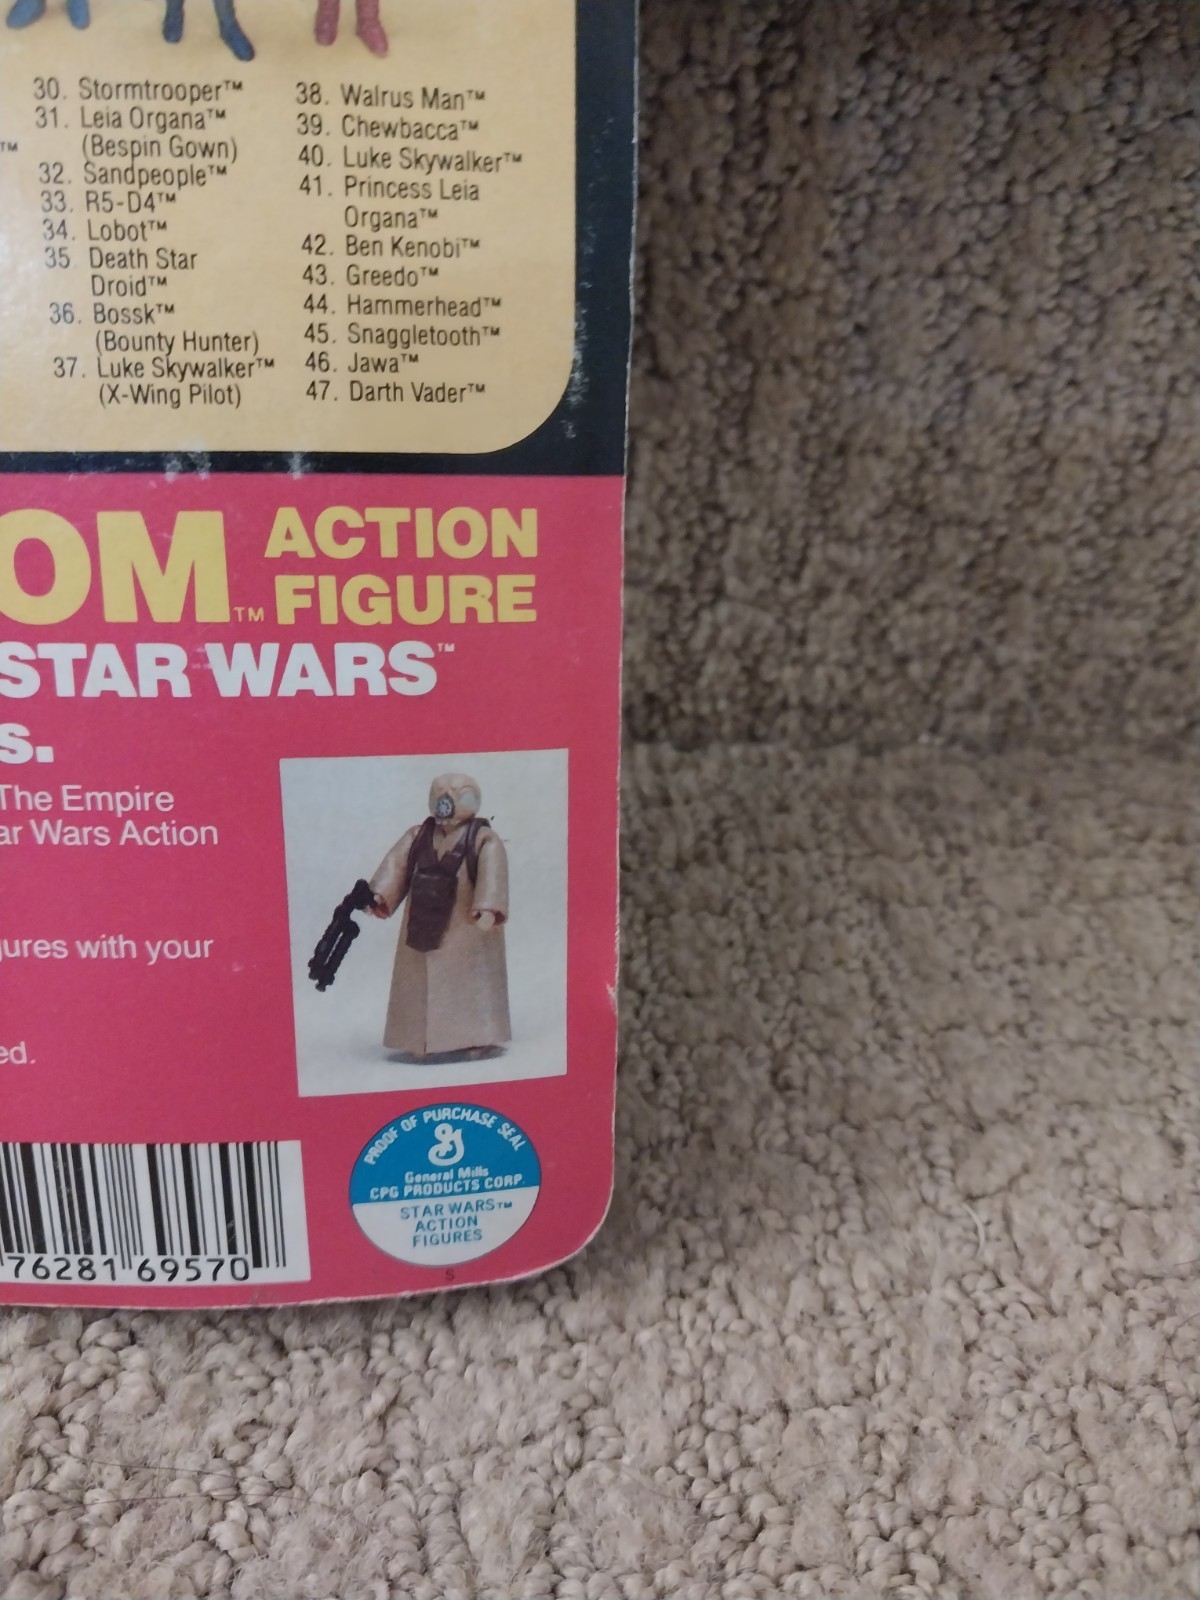 30. Stormtrooper™
31. Leia Organa™
(Bespin Gown)
32. Sandpeople™
33. R5-D4™
34. Lobot™
35 Death Star
Droid™
36. Bossk™
(Bounty Hunter)
37. Luke Skywalker™
(X-Wing Pilot)
™
38. Walrus Man™
39. Chewbacca™
40. Luke Skywalker™
41. Princess Leia
Organa™
42. Ben Kenobi™
43. Greedo™
44. Hammerhead™
45. Snaggletooth™
46. Jawa™
47. Darth Vader™
OM™ ACTION
FIGURE
STAR WARS™
s.
The Empire
ar Wars Action
gures with your
ed.
76281 69570
PROOF OF PURCHASE SEAL
General Mills
CPG PRODUCTS CORP.
STAR WARS™
ACTION
FIGURES